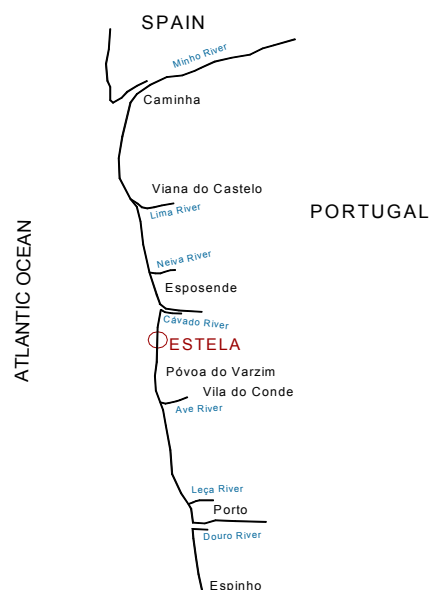 SPAIN
Minho River
Caminha
Viana do Castelo
Lima River
PORTUGAL
ATLANTIC OCEAN
Neiva River
Esposende
Cávado River
ESTELA
Póvoa do Varzim
Vila do Conde
Ave River
Leça River
Porto
Douro River
Espinho